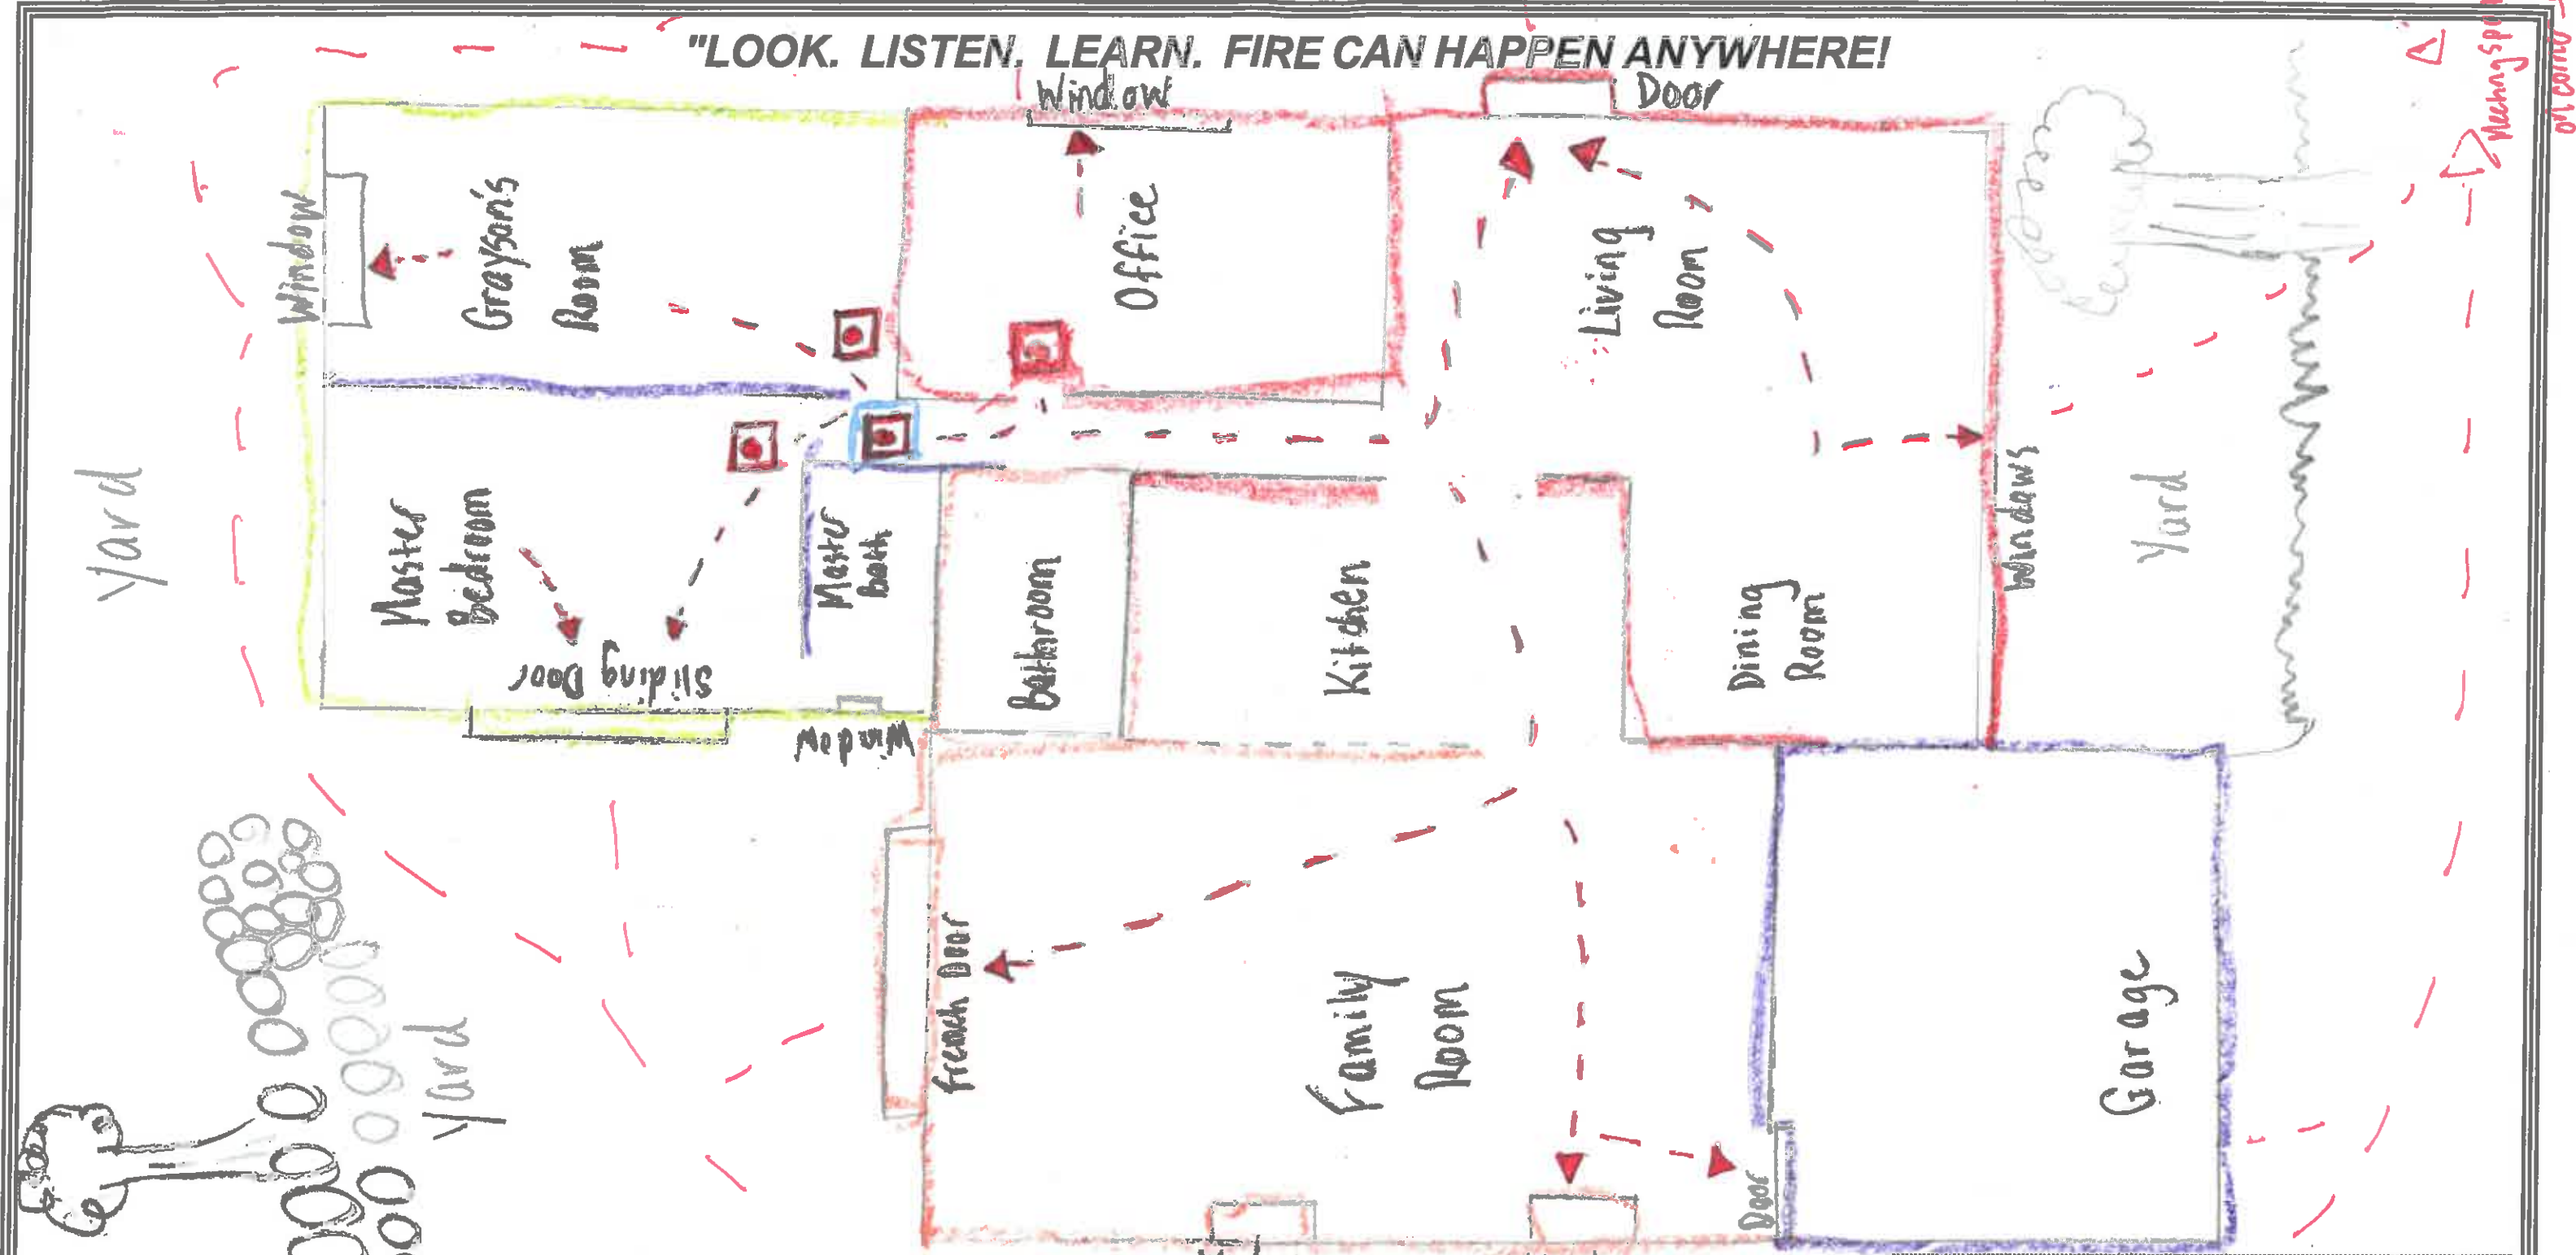 "LOOK. LISTEN. LEARN. FIRE CAN HAPPEN ANYWHERE!
Meeting spot
on corner
Window
Door
Window
Grayson's
Room
Office
Living
Room
Yard
Master
Bedroom
Sliding Door
Window
Master
Bath
Bathroom
Kitchen
Dining
Room
Windows
Yard
Yard
French Door
Family
Room
Door
Garage